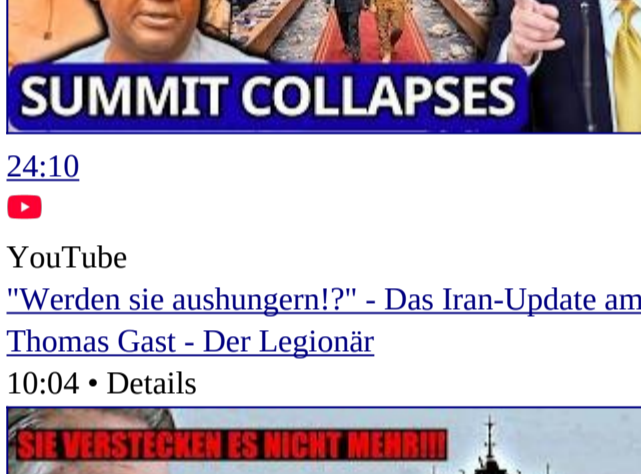 SUMMIT COLLAPSES
24:10
YouTube
"Werden sie aushungern!?" - Das Iran-Update am
Thomas Gast - Der Legionär
10:04 • Details
SIE VERSTECKEN ES NICHT MEHR!!!